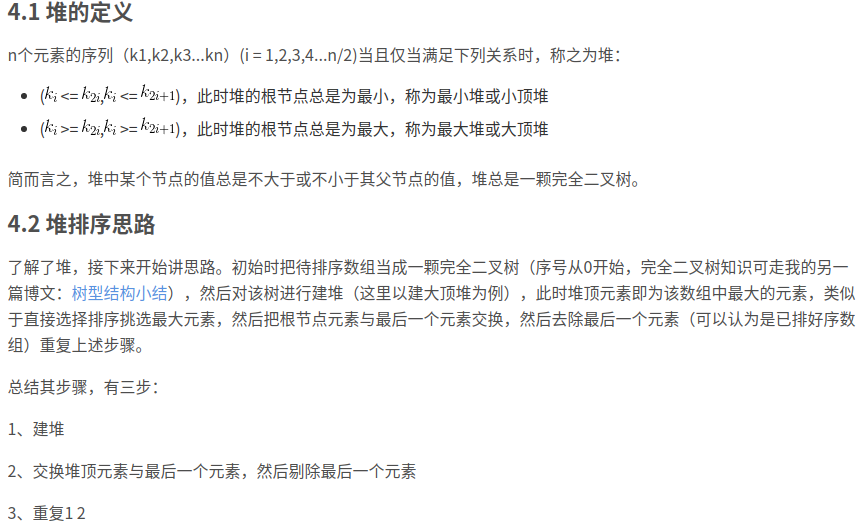 4.1 堆的定义
n个元素的序列（k1,k2,k3...kn）(i = 1,2,3,4...n/2)当且仅当满足下列关系时，称之为堆：
(k_i <= k_{2i},k_i <= k_{2i+1})，此时堆的根节点总是为最小，称为最小堆或小顶堆
(k_i >= k_{2i},k_i >= k_{2i+1})，此时堆的根节点总是为最大，称为最大堆或大顶堆
简而言之，堆中某个节点的值总是不大于或不小于其父节点的值，堆总是一颗完全二叉树。
4.2 堆排序思路
了解了堆，接下来开始讲思路。初始时把待排序数组当成一颗完全二叉树（序号从0开始，完全二叉树知识可走我的另一
篇博文：树型结构小结），然后对该树进行建堆（这里以建大顶堆为例），此时堆顶元素即为该数组中最大的元素，类似
于直接选择排序挑选最大元素，然后把根节点元素与最后一个元素交换，然后去除最后一个元素（可以认为是已排好序数
组）重复上述步骤。
总结其步骤，有三步：
1、建堆
2、交换堆顶元素与最后一个元素，然后剔除最后一个元素
3、重复1 2